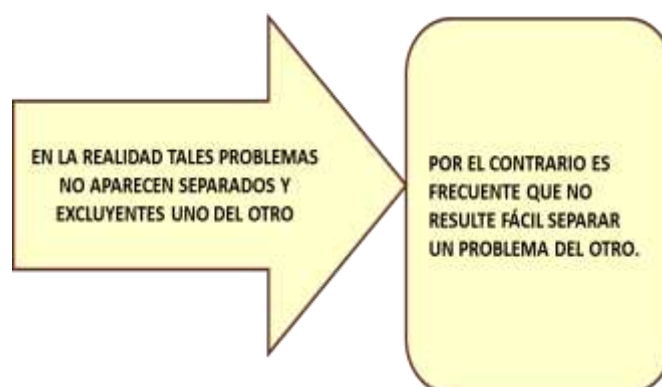 EN LA REALIDAD TALES PROBLEMAS
NO APARECEN SEPARADOS Y
EXCLUYENTES UNO DEL OTRO
POR EL CONTRARIO ES
FRECUENTE QUE NO
RESULTE FÁCIL SEPARAR
UN PROBLEMA DEL OTRO.